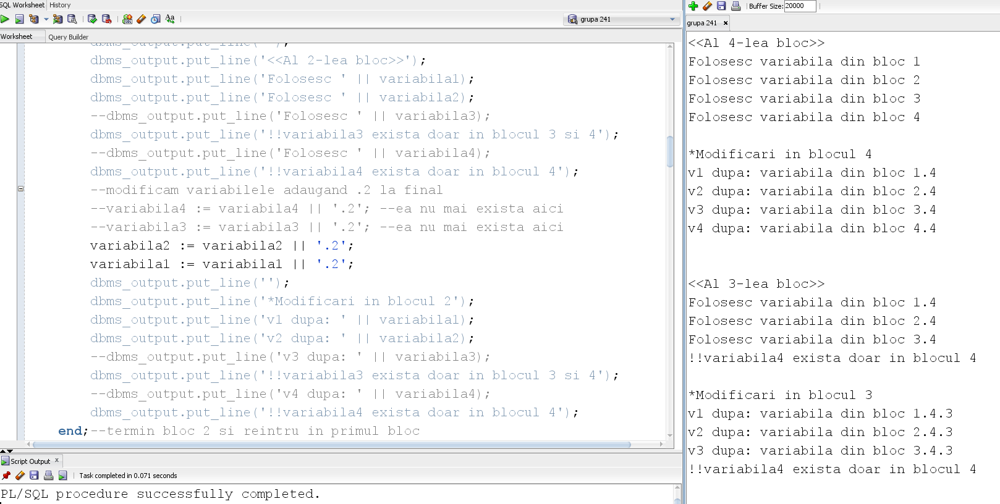 SQL Worksheet History
grupa 241
Worksheet Query Builder
dbms_output.put_line('');
dbms_output.put_line('<<Al 2-lea bloc>>');
dbms_output.put_line('Folosesc ' || variabila1);
dbms_output.put_line('Folosesc ' || variabila2);
--dbms_output.put_line('Folosesc ' || variabila3);
dbms_output.put_line('!!variabila3 exista doar in blocul 3 si 4');
--dbms_output.put_line('Folosesc ' || variabila4);
dbms_output.put_line('!!variabila4 exista doar in blocul 4');
--modificam variabilele adaugand .2 la final
--variabila4 := variabila4 || '.2'; --ea nu mai exista aici
--variabila3 := variabila3 || '.2'; --ea nu mai exista aici
variabila2 := variabila2 || '.2';
variabila1 := variabila1 || '.2';
dbms_output.put_line('');
dbms_output.put_line('*Modificari in blocul 2');
dbms_output.put_line('v1 dupa: ' || variabila1);
dbms_output.put_line('v2 dupa: ' || variabila2);
--dbms_output.put_line('v3 dupa: ' || variabila3);
dbms_output.put_line('!!variabila3 exista doar in blocul 3 si 4');
--dbms_output.put_line('v4 dupa: ' || variabila4);
dbms_output.put_line('!!variabila4 exista doar in blocul 4');
end;--termin bloc 2 si reintru in primul bloc
Script Output x
Task completed in 0.071 seconds
PL/SQL procedure successfully completed.
Buffer Size: 20000
grupa 241 x
<<Al 4-lea bloc>>
Folosesc variabila din bloc 1
Folosesc variabila din bloc 2
Folosesc variabila din bloc 3
Folosesc variabila din bloc 4
*Modificari in blocul 4
v1 dupa: variabila din bloc 1.4
v2 dupa: variabila din bloc 2.4
v3 dupa: variabila din bloc 3.4
v4 dupa: variabila din bloc 4.4
<<Al 3-lea bloc>>
Folosesc variabila din bloc 1.4
Folosesc variabila din bloc 2.4
Folosesc variabila din bloc 3.4
!!variabila4 exista doar in blocul 4
*Modificari in blocul 3
v1 dupa: variabila din bloc 1.4.3
v2 dupa: variabila din bloc 2.4.3
v3 dupa: variabila din bloc 3.4.3
!!variabila4 exista doar in blocul 4